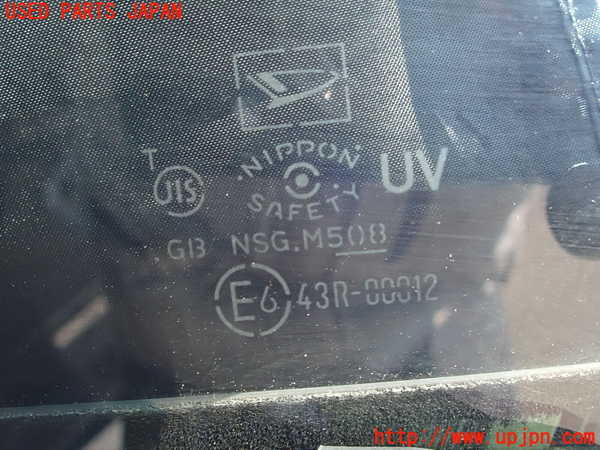 USED PARTS JAPAN
NIPPON
SAFETY
UV
T
JIS
GB NSG.M508
E6 43R-00012
http://www.upjpn.com